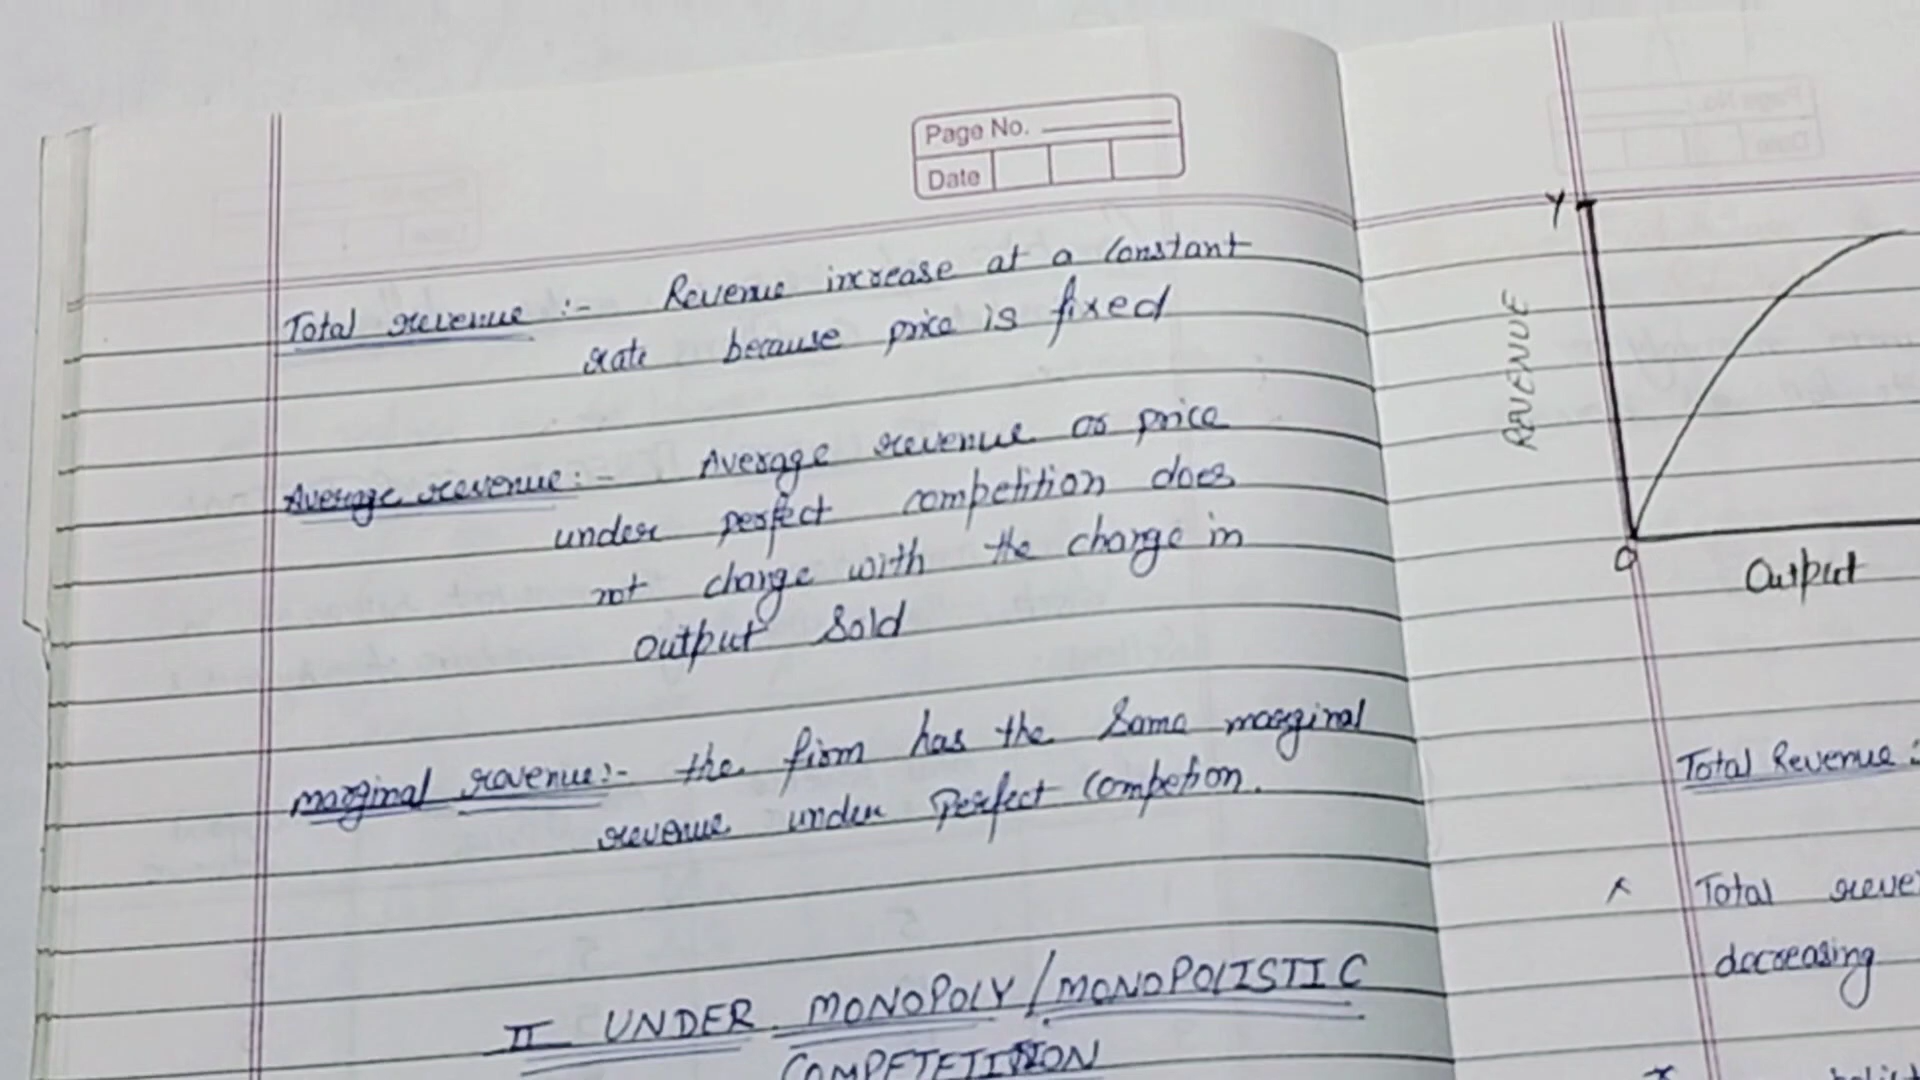 Page No.
Date
Total revenue :- Revenue increase at a constant
rate because price is fixed
Average revenue :- Average revenue or price
under perfect competition does
not change with the change in
output sold
marginal revenue :- the firm has the same marginal
revenue under Perfect Competion.
II UNDER MONOPOLY / MONOPOLISTIC
COMPETETITION
Y
REVENUE
O
Output
Total Revenue :
Total reve
decreasing